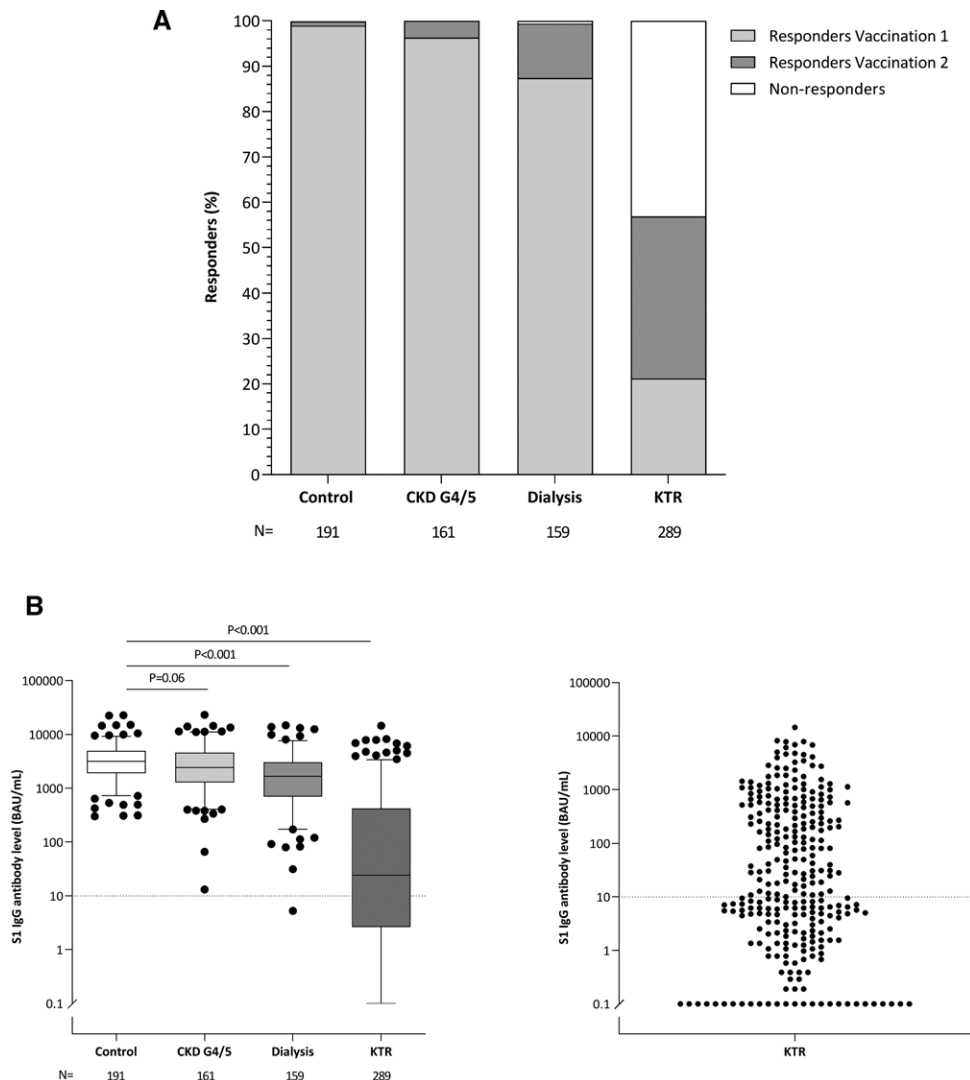 A
Responders (%)
100
90
80
70
60
50
40
30
20
10
0
Responders Vaccination 1
Responders Vaccination 2
Non-responders
Control CKD G4/5 Dialysis KTR
N= 191 161 159 289
B
P<0.001
P<0.001
P=0.06
S1 IgG antibody level (BAU/mL)
100000
10000
1000
100
10
1
0.1
Control CKD G4/5 Dialysis KTR
N= 191 161 159 289
S1 IgG antibody level (BAU/mL)
100000
10000
1000
100
10
1
0.1
KTR